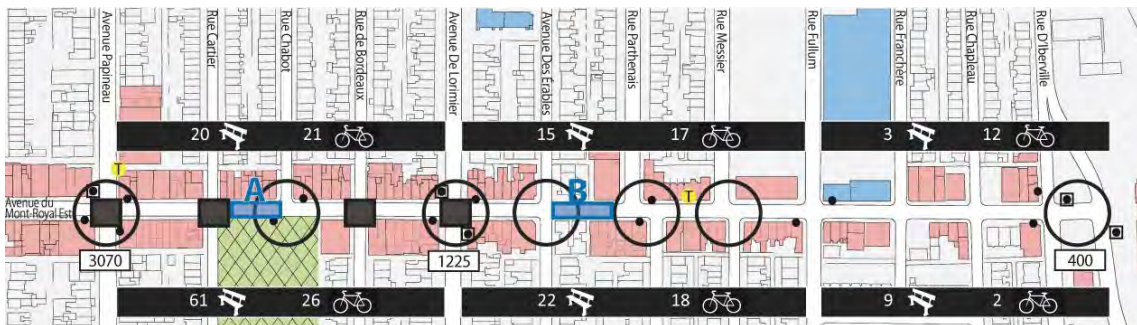 Avenue Papineau
Rue Cartier
Rue Chabot
Rue de Bordeaux
Avenue De Lorimier
Avenue Des Érables
Rue Parthenais
Rue Messier
Rue Fullum
Rue Franchère
Rue Chapleau
Rue D'Iberville
20 21 15 17 3 12
T
A B
T
Avenue du
Mont-Royal Est
3070 1225 400
61 26 22 18 9 2